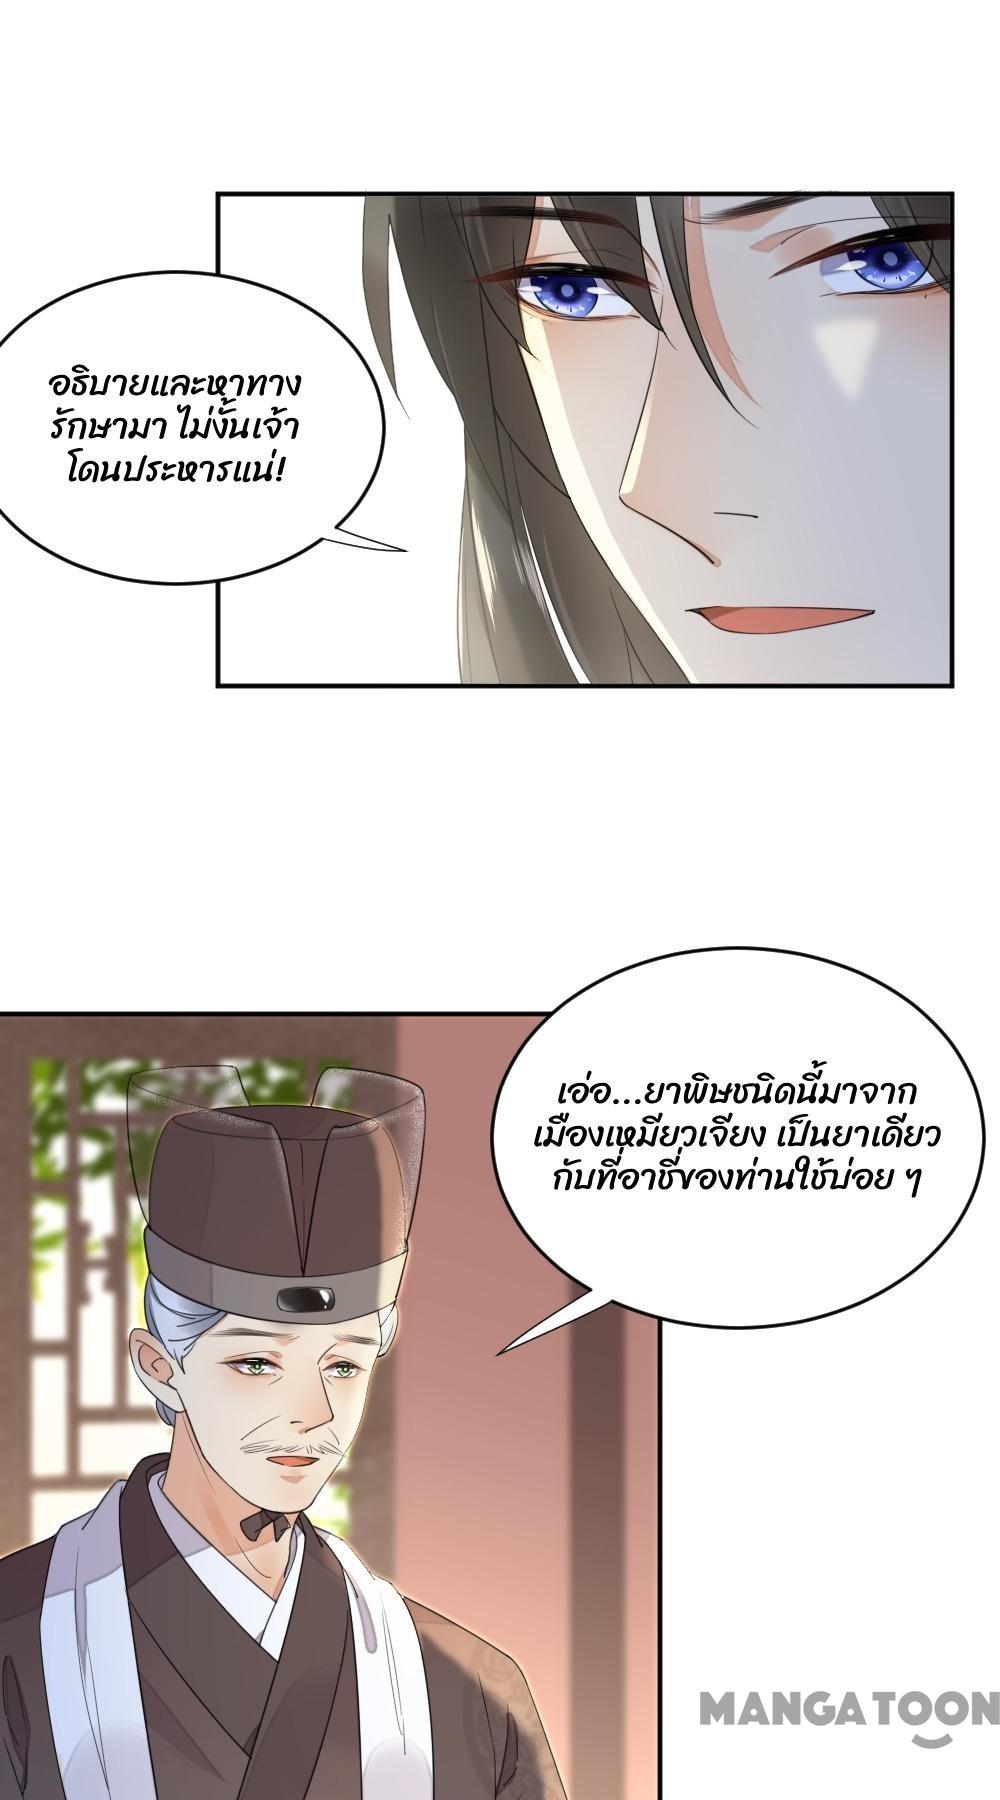 อธิบายและหาทาง
รักษามา ไม่งั้นเจ้า
โดนประหารแน่!
เอ่อ...ยาพิษชนิดนี้มาจาก
เมืองเหมียวเจียง เป็นยาเดียว
กับที่อาชี่ของท่านใช้บ่อย ๆ
MANGATOON